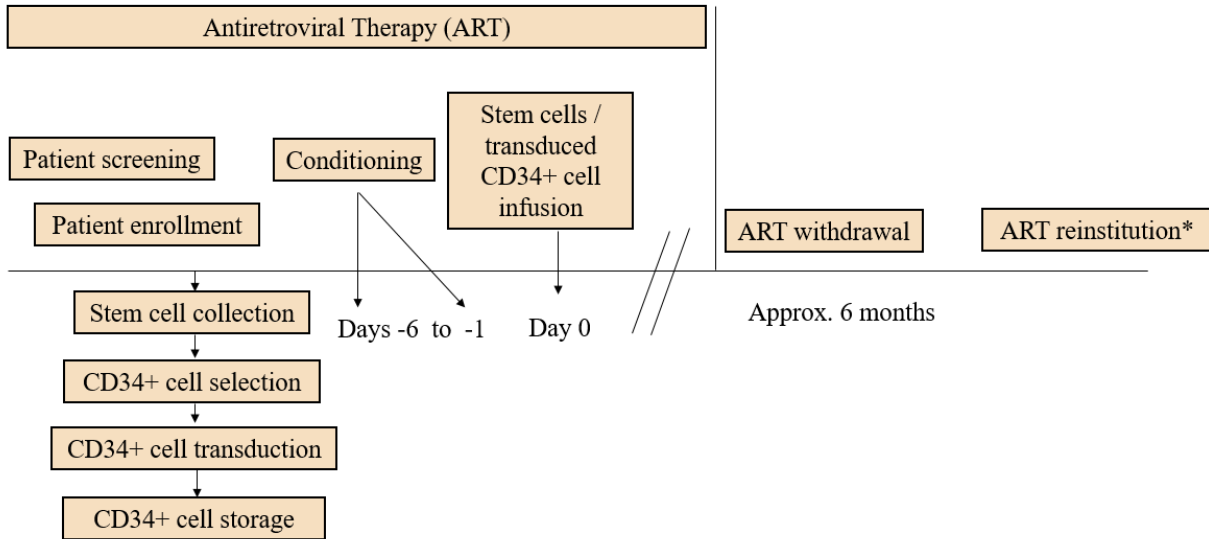 Antiretroviral Therapy (ART)
Stem cells /
transduced
CD34+ cell
infusion
Patient screening
Conditioning
Patient enrollment
ART withdrawal
ART reinstitution*
Stem cell collection
Days -6 to -1
Day 0
Approx. 6 months
CD34+ cell selection
CD34+ cell transduction
CD34+ cell storage